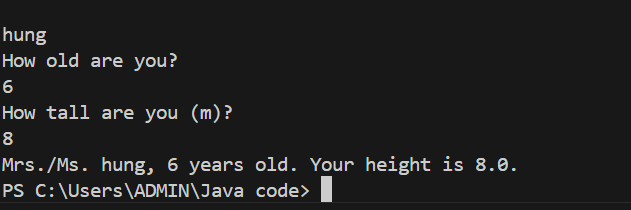 hung
How old are you?
6
How tall are you (m)?
8
Mrs./Ms. hung, 6 years old. Your height is 8.0.
PS C:\Users\ADMIN\Java code>